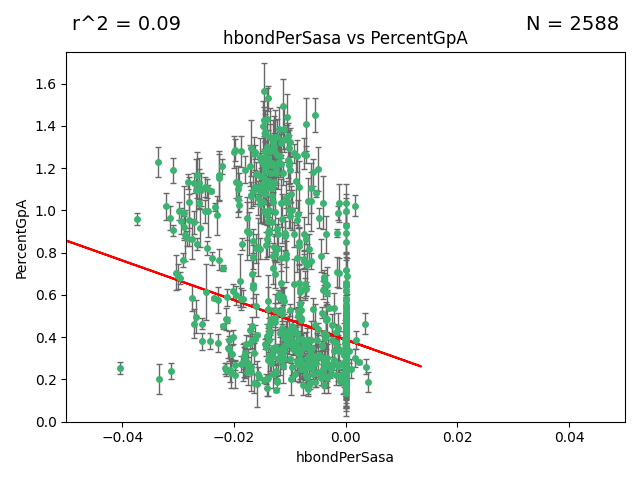 r^2 = 0.09
N = 2588
hbondPerSasa vs PercentGpA
PercentGpA
1.6
1.4
1.2
1.0
0.8
0.6
0.4
0.2
0.0
−0.04
−0.02
0.00
0.02
0.04
hbondPerSasa